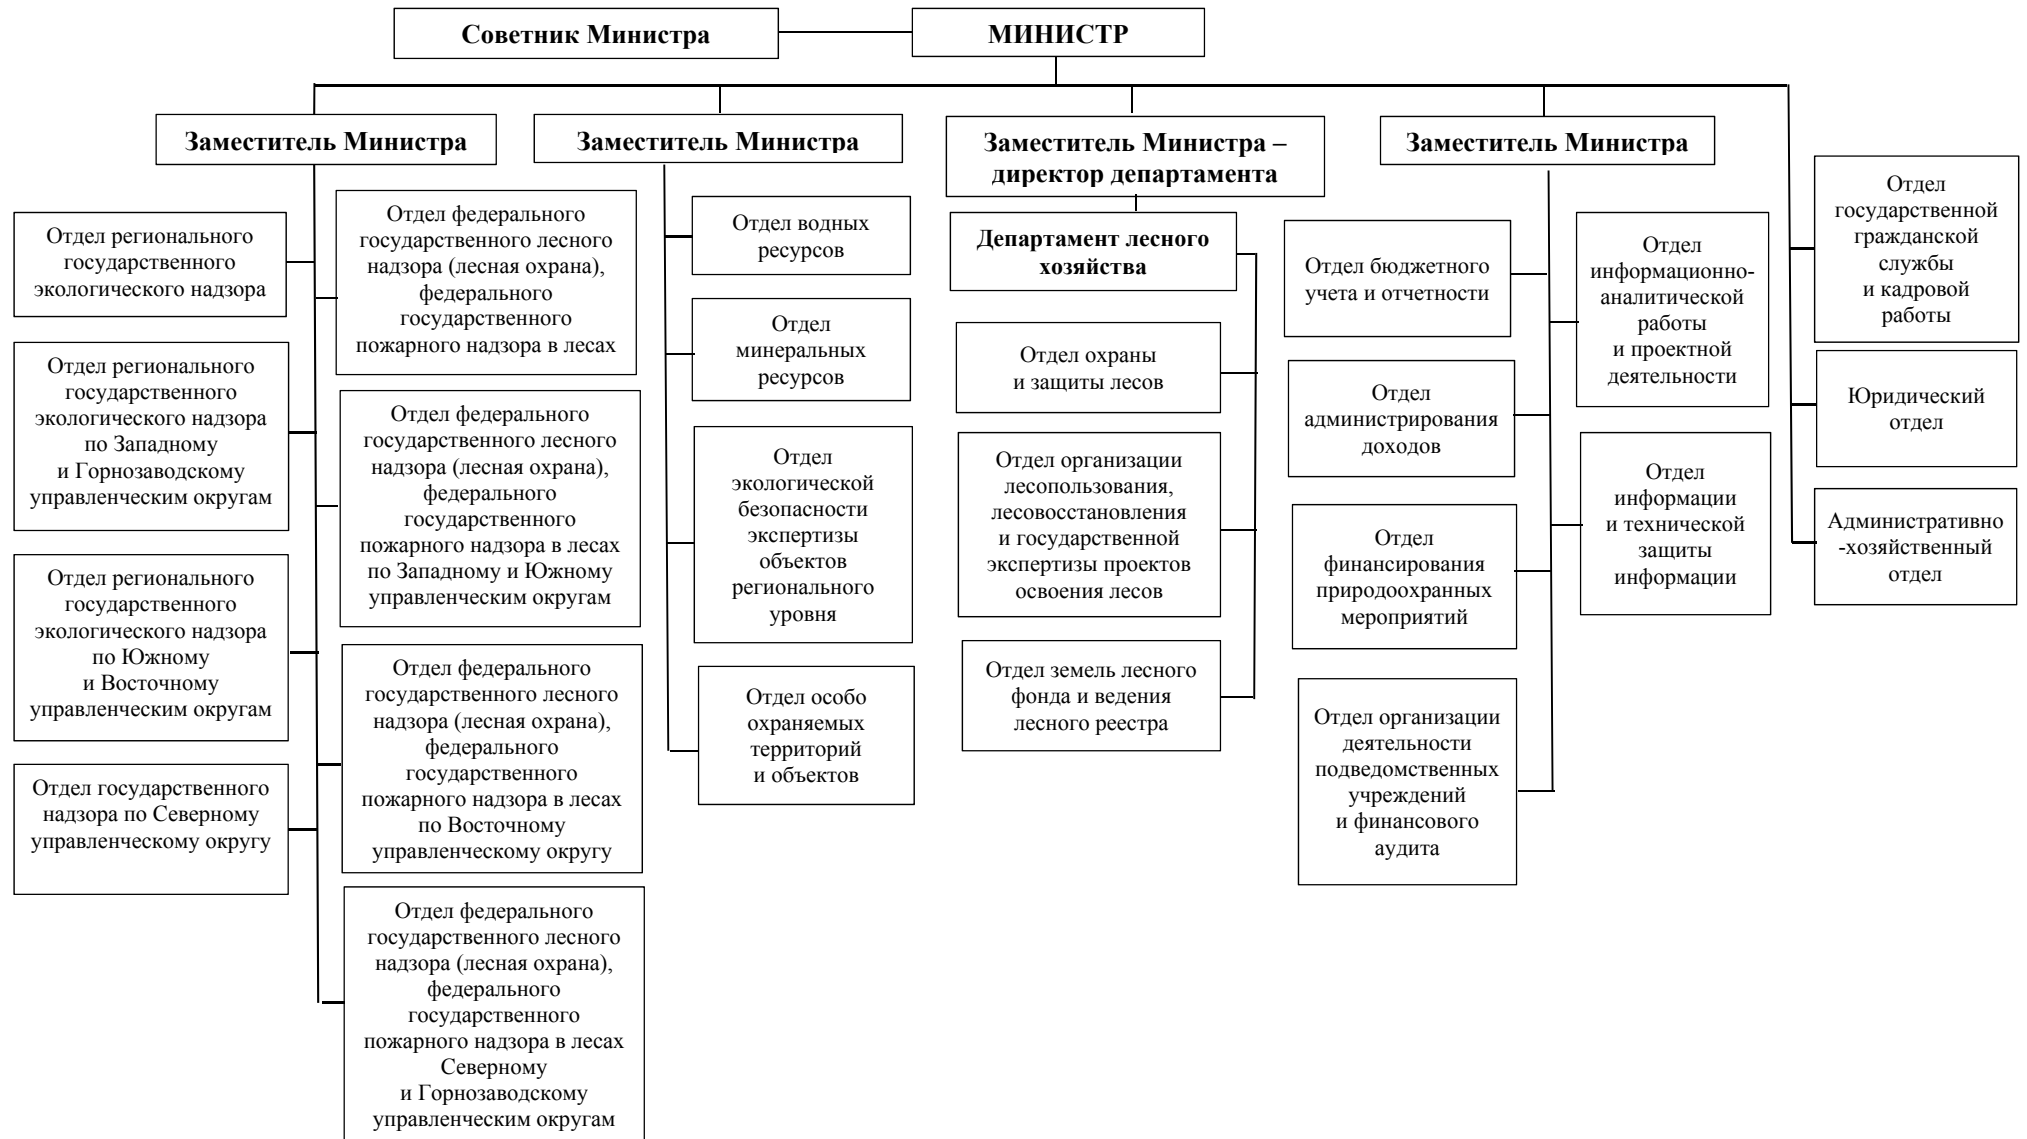 Советник Министра
МИНИСТР
Заместитель Министра
Заместитель Министра
Заместитель Министра –
директор департамента
Заместитель Министра
Отдел регионального
государственного
экологического надзора
Отдел регионального
государственного
экологического надзора
по Западному
и Горнозаводскому
управленческим округам
Отдел регионального
государственного
экологического надзора
по Южному
и Восточному
управленческим округам
Отдел государственного
надзора по Северному
управленческому округу
Отдел федерального
государственного лесного
надзора (лесная охрана),
федерального
государственного
пожарного надзора в лесах
Отдел федерального
государственного лесного
надзора (лесная охрана),
федерального
государственного
пожарного надзора в лесах
по Западному и Южному
управленческим округам
Отдел федерального
государственного лесного
надзора (лесная охрана),
федерального
государственного
пожарного надзора в лесах
по Восточному
управленческому округу
Отдел федерального
государственного лесного
надзора (лесная охрана),
федерального
государственного
пожарного надзора в лесах
Северному
и Горнозаводскому
управленческим округам
Отдел водных
ресурсов
Отдел
минеральных
ресурсов
Отдел
экологической
безопасности
экспертизы
объектов
регионального
уровня
Отдел особо
охраняемых
территорий
и объектов
Департамент лесного
хозяйства
Отдел охраны
и защиты лесов
Отдел организации
лесопользования,
лесовосстановления
и государственной
экспертизы проектов
освоения лесов
Отдел земель лесного
фонда и ведения
лесного реестра
Отдел бюджетного
учета и отчетности
Отдел
администрирования
доходов
Отдел
финансирования
природоохранных
мероприятий
Отдел организации
деятельности
подведомственных
учреждений
и финансового
аудита
Отдел
информационно-
аналитической
работы
и проектной
деятельности
Отдел
информации
и технической
защиты
информации
Отдел
государственной
гражданской
службы
и кадровой
работы
Юридический
отдел
Административно
-хозяйственный
отдел